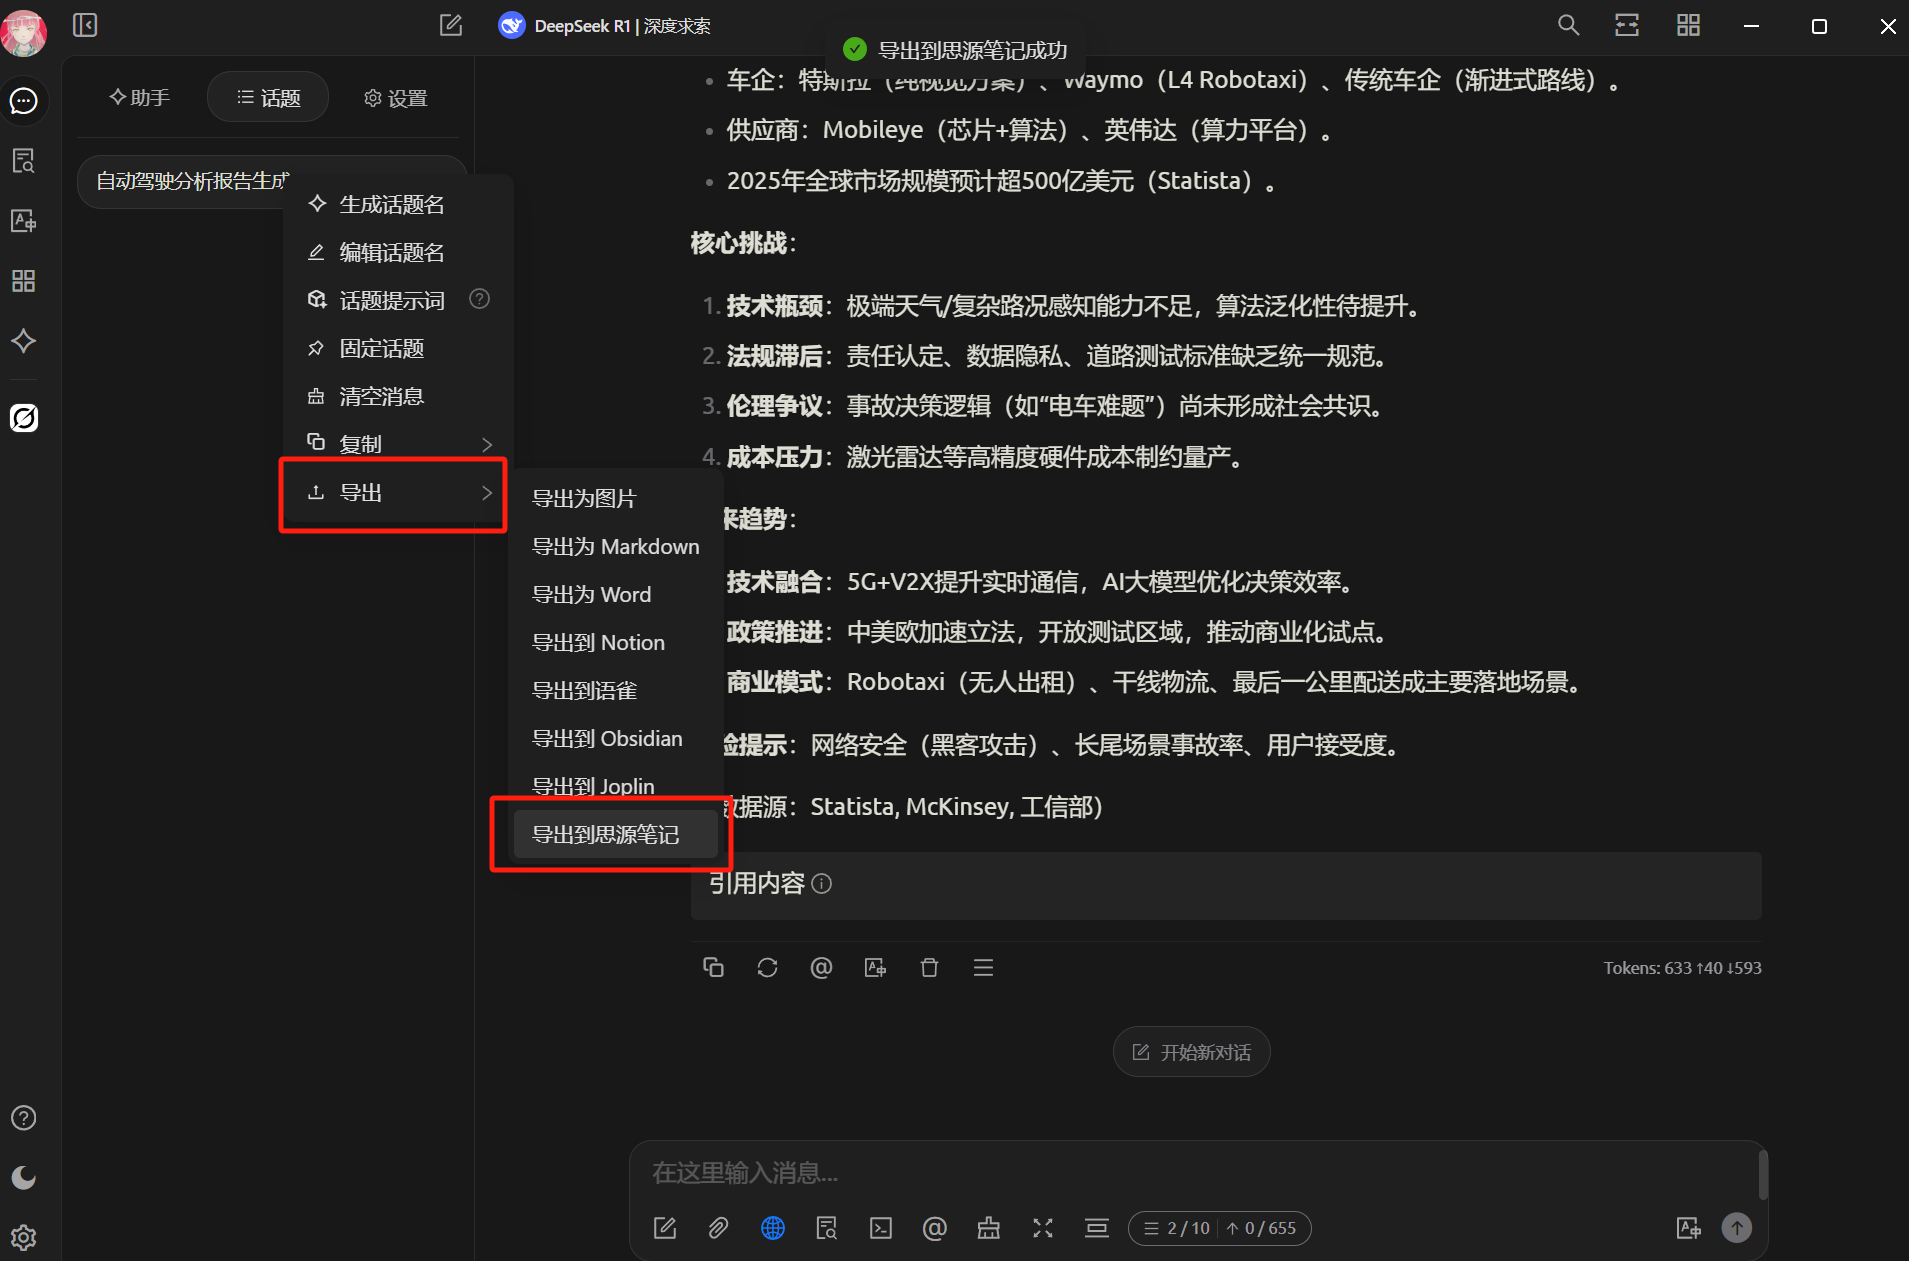 DeepSeek R1 | 深度求索
导出到思源笔记成功
助手
话题
设置
自动驾驶分析报告生成
生成话题名
编辑话题名
话题提示词
固定话题
清空消息
复制
导出
导出为图片
导出为 Markdown
导出为 Word
导出到 Notion
导出到语雀
导出到 Obsidian
导出到 Joplin
导出到思源笔记
车企：特斯拉（纯视觉方案）、Waymo（L4 Robotaxi）、传统车企（渐进式路线）。
供应商：Mobileye（芯片+算法）、英伟达（算力平台）。
2025年全球市场规模预计超500亿美元（Statista）。
核心挑战：
1. 技术瓶颈：极端天气/复杂路况感知能力不足，算法泛化性待提升。
2. 法规滞后：责任认定、数据隐私、道路测试标准缺乏统一规范。
3. 伦理争议：事故决策逻辑（如“电车难题”）尚未形成社会共识。
4. 成本压力：激光雷达等高精度硬件成本制约量产。
来趋势：
技术融合：5G+V2X提升实时通信，AI大模型优化决策效率。
政策推进：中美欧加速立法，开放测试区域，推动商业化试点。
商业模式：Robotaxi（无人出租）、干线物流、最后一公里配送成主要落地场景。
险提示：网络安全（黑客攻击）、长尾场景事故率、用户接受度。
数据源：Statista, McKinsey, 工信部）
引用内容
Tokens: 633 ↑40 ↓593
开始新对话
在这里输入消息...
2 / 10 ↑ 0 / 655